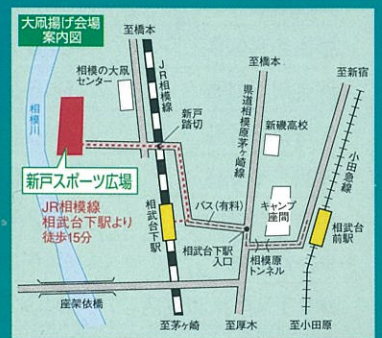 大凧揚げ会場
案内図
至橋本
至橋本
至新宿
相模の大凧
センター
JR相模線
新戸
踏切
県道相模原茅ヶ崎線
新磯高校
小田急線
相模川
新戸スポーツ広場
JR相模線
相武台下駅より
徒歩15分
相武台下駅
バス(有料)
キャンプ
座間
相武台
前駅
相武台下駅
入口
相模原
トンネル
座架依橋
至茅ヶ崎
至厚木
至小田原